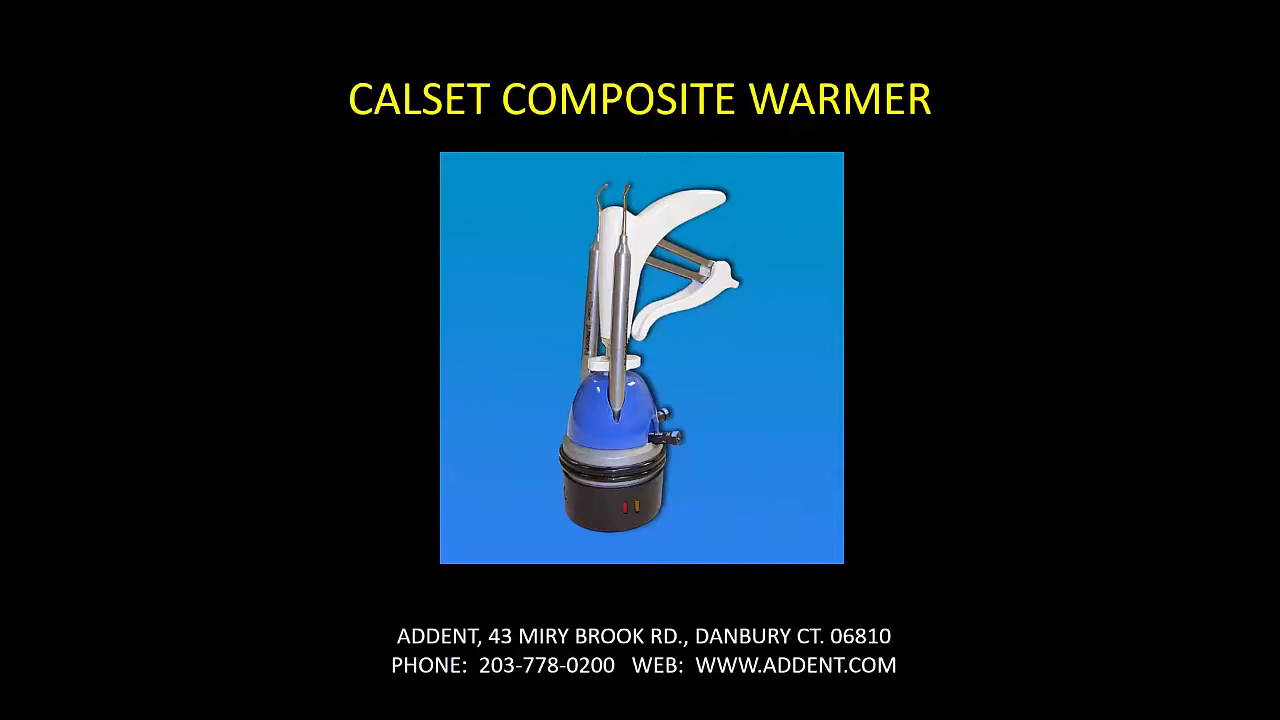 CALSET COMPOSITE WARMER
ADDENT, 43 MIRY BROOK RD., DANBURY CT. 06810
PHONE:  203-778-0200   WEB:  WWW.ADDENT.COM